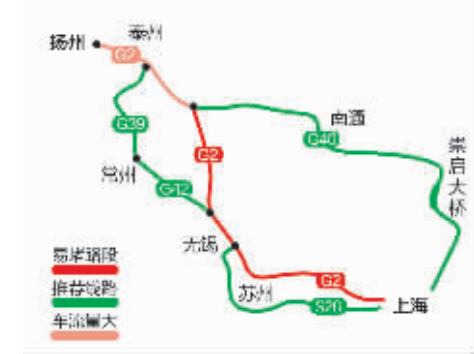 泰州
扬州
G2
南通
G39
G40
崇启大桥
G2
常州
G42
无锡
易堵路段
推荐线路
苏州
G2
S20
上海
车流量大